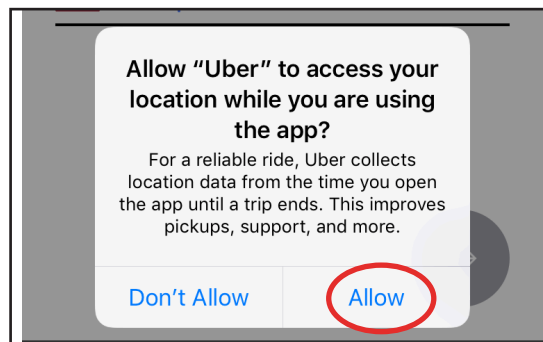 Allow “Uber” to access your
location while you are using
the app?
For a reliable ride, Uber collects
location data from the time you open
the app until a trip ends. This improves
pickups, support, and more.
Don’t Allow
Allow